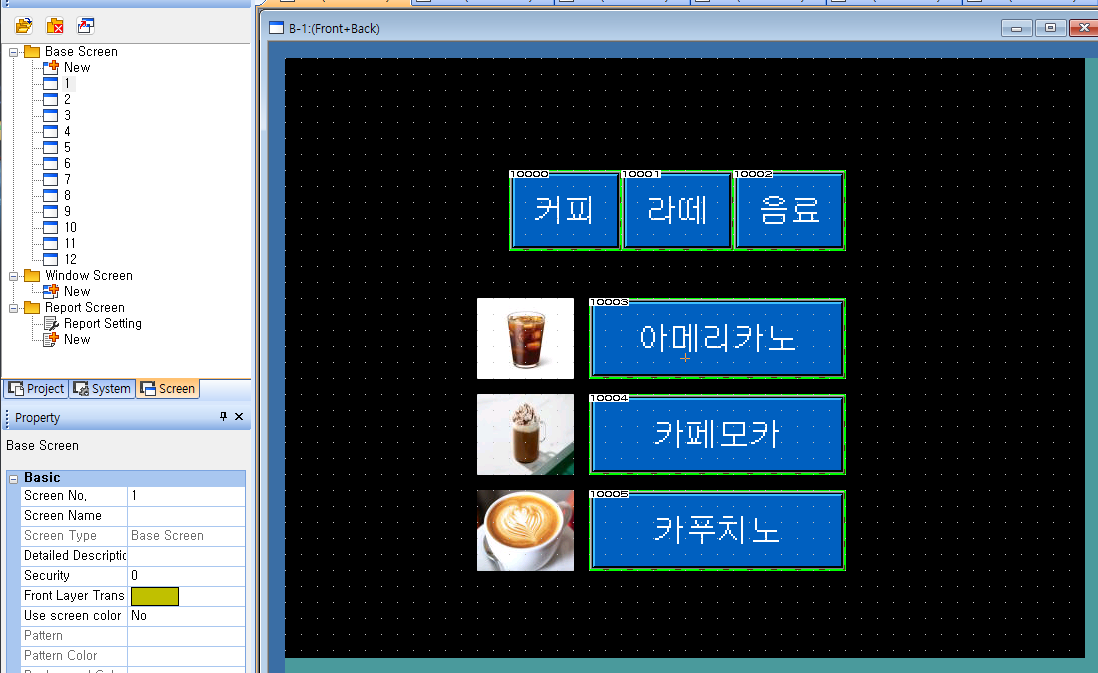 B-1:(Front+Back)
Base Screen
New
1
2
3
4
5
6
7
8
9
10
11
12
Window Screen
New
Report Screen
Report Setting
New
Project System Screen
Property
Base Screen
Basic
Screen No, 1
Screen Name
Screen Type Base Screen
Detailed Descriptic
Security 0
Front Layer Trans
Use screen color No
Pattern
Pattern Color
10000 10001 10002
커피 라떼 음료
10003
아메리카노
10004
카페모카
10005
카푸치노